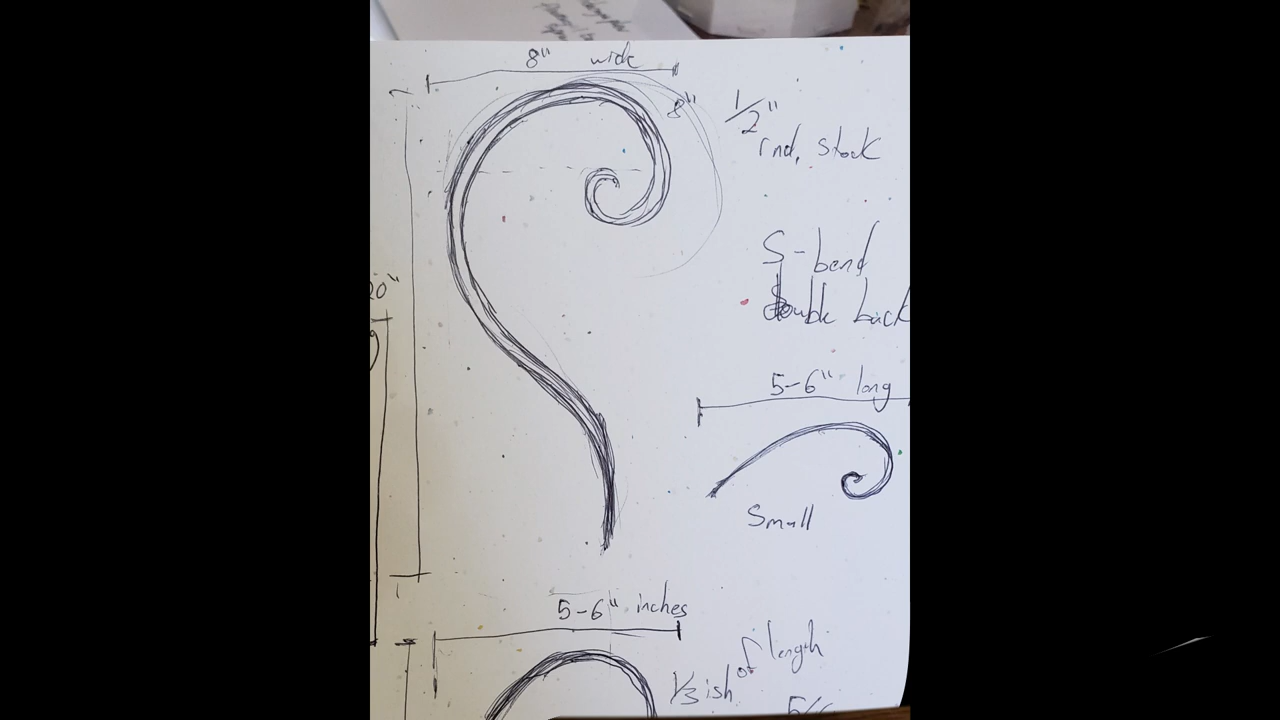 8" wide
8"
1/2"
rnd. stock
S-bend
double back
20"
5-6" long
Small
5-6" inches
1/3 ish of length